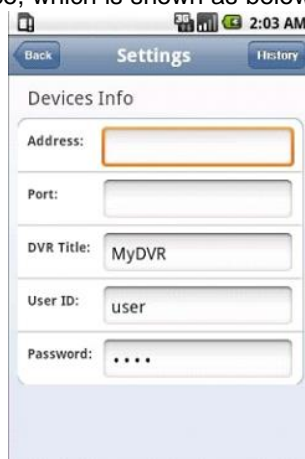 which is shown as below
3G 2:03 AM
Back Settings History
Devices Info
Address:
Port:
DVR Title: MyDVR
User ID: user
Password: ••••